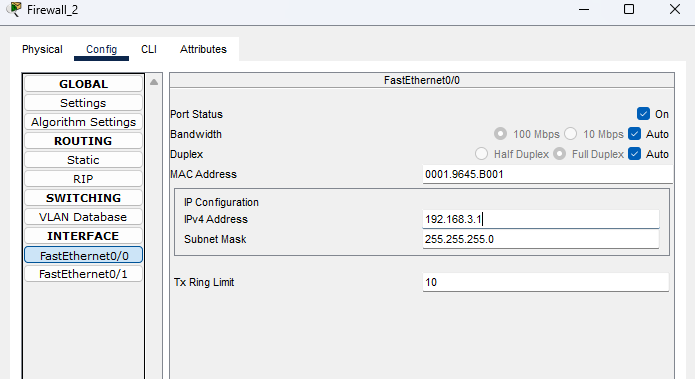 Firewall_2
Physical Config CLI Attributes
GLOBAL
Settings
Algorithm Settings
ROUTING
Static
RIP
SWITCHING
VLAN Database
INTERFACE
FastEthernet0/0
FastEthernet0/1
FastEthernet0/0
Port Status On
Bandwidth 100 Mbps 10 Mbps Auto
Duplex Half Duplex Full Duplex Auto
MAC Address 0001.9645.B001
IP Configuration
IPv4 Address 192.168.3.1
Subnet Mask 255.255.255.0
Tx Ring Limit 10